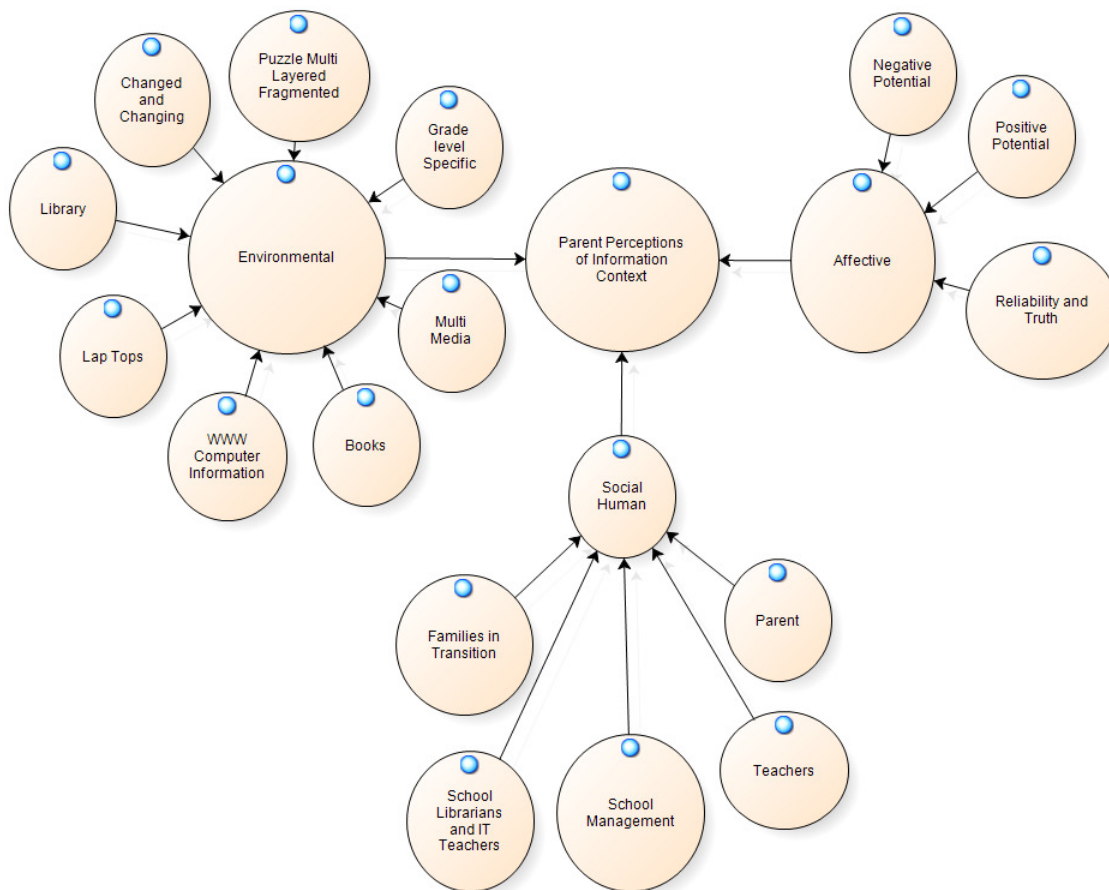 Puzzle Multi
Layered
Fragmented
Changed
and
Changing
Grade
level
Specific
Library
Environmental
Lap Tops
Multi
Media
WWW
Computer
Information
Books
Parent Perceptions
of Information
Context
Negative
Potential
Positive
Potential
Affective
Reliability and
Truth
Social
Human
Families in
Transition
Parent
School
Librarians
and IT
Teachers
School
Management
Teachers